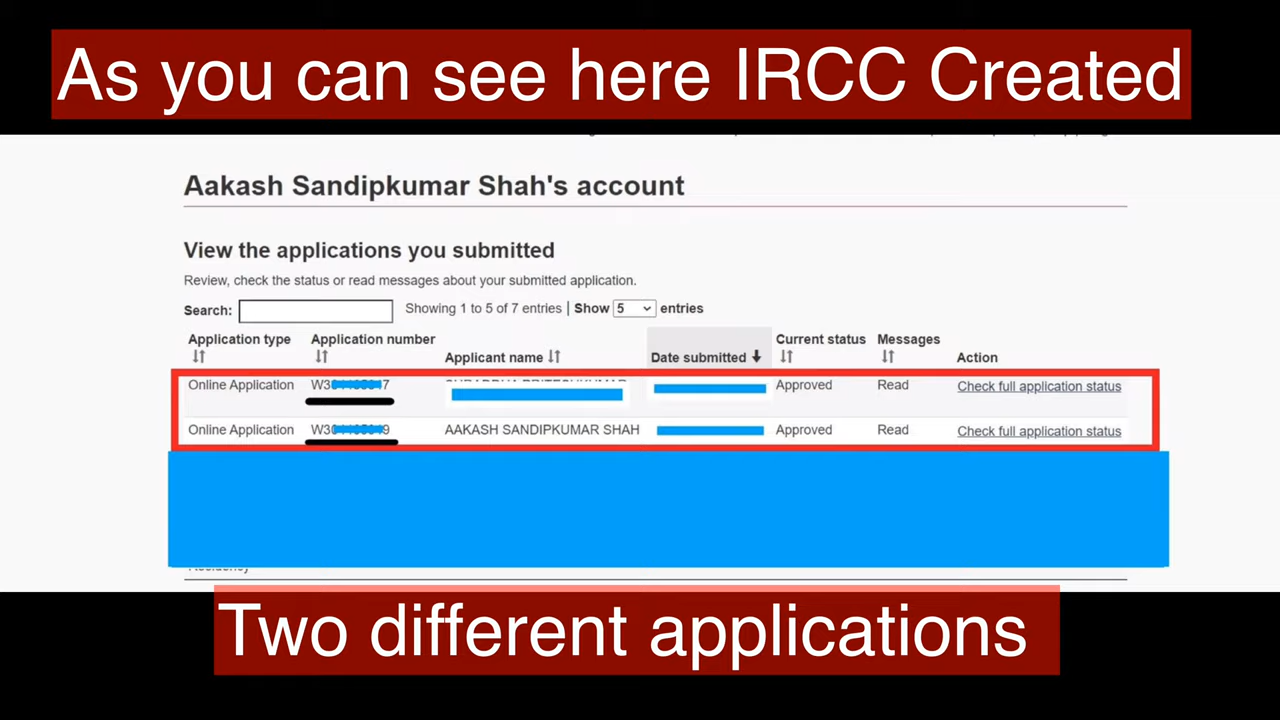 As you can see here IRCC Created
Aakash Sandipkumar Shah's account
View the applications you submitted
Review, check the status or read messages about your submitted application.
Search: Showing 1 to 5 of 7 entries | Show 5 entries
Application type Application number Applicant name Date submitted Current status Messages Action
Online Application Approved Read Check full application status
Online Application AAKASH SANDIPKUMAR SHAH Approved Read Check full application status
Two different applications